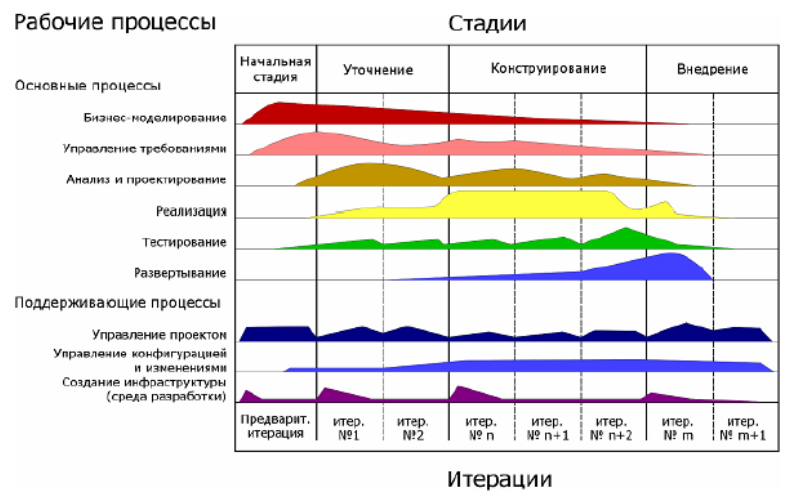 Рабочие процессы
Стадии
Начальная
стадия
Уточнение
Конструирование
Внедрение
Основные процессы
Бизнес-моделирование
Управление требованиями
Анализ и проектирование
Реализация
Тестирование
Развертывание
Поддерживающие процессы
Управление проектом
Управление конфигурацией
и изменениями
Создание инфраструктуры
(среда разработки)
Предварит.
итерация
итер.
№1
итер.
№2
итер.
№ n
итер.
№ n+1
итер.
№ n+2
итер.
№ m
итер.
№ m+1
Итерации